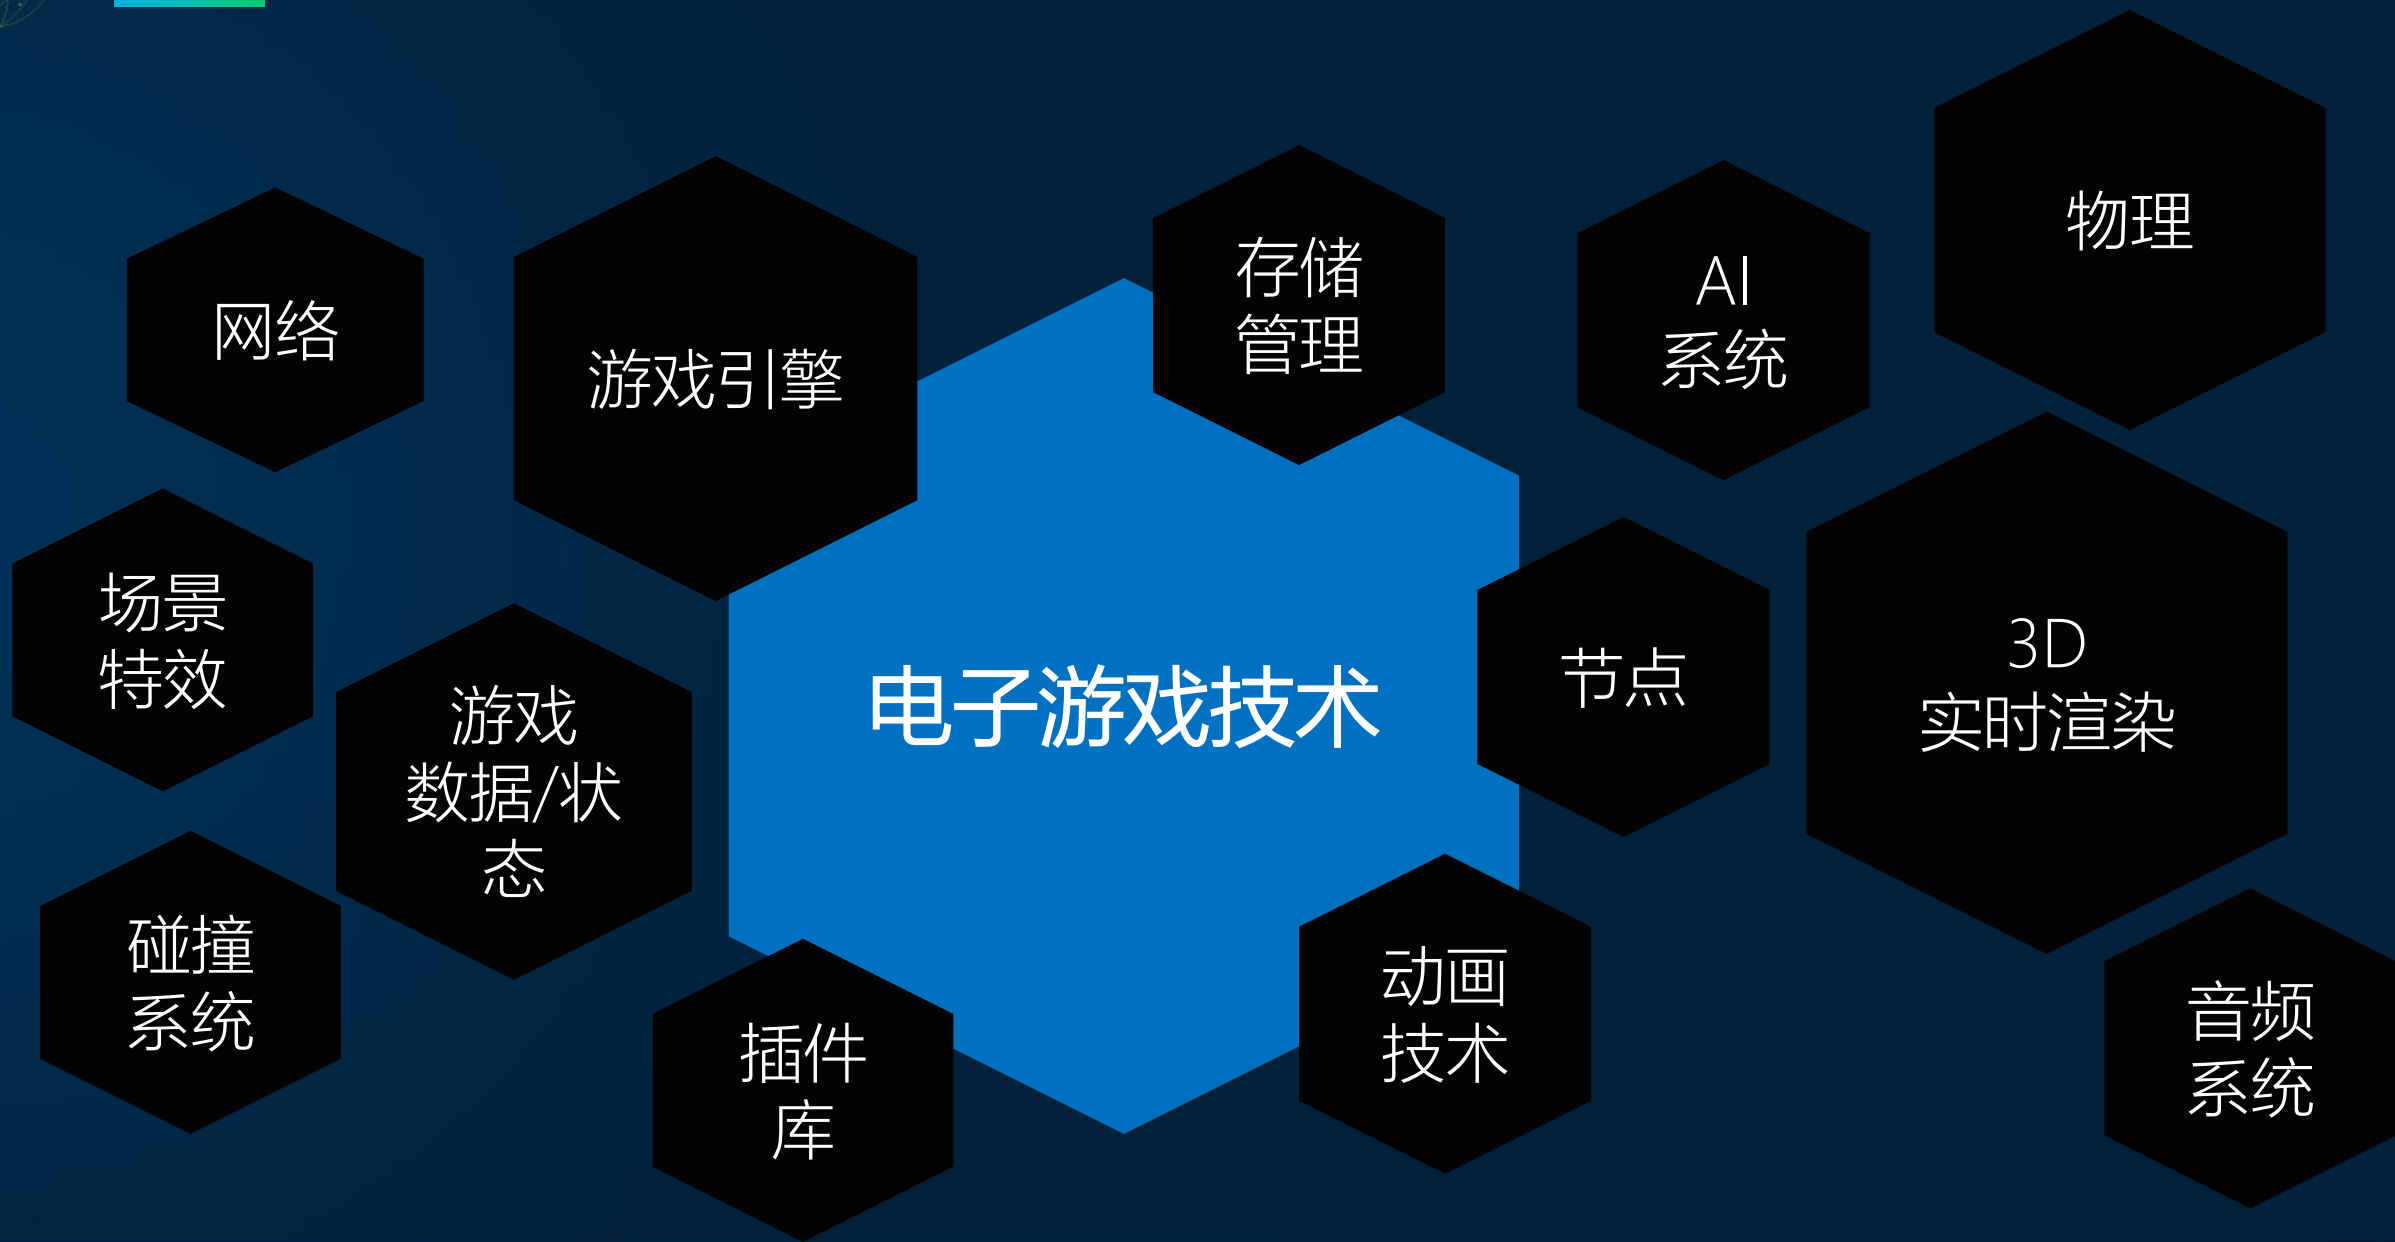 物理
存储
管理
AI
系统
网络
游戏引擎
场景
特效
游戏
数据/状
态
电子游戏技术
节点
3D
实时渲染
碰撞
系统
插件
库
动画
技术
音频
系统